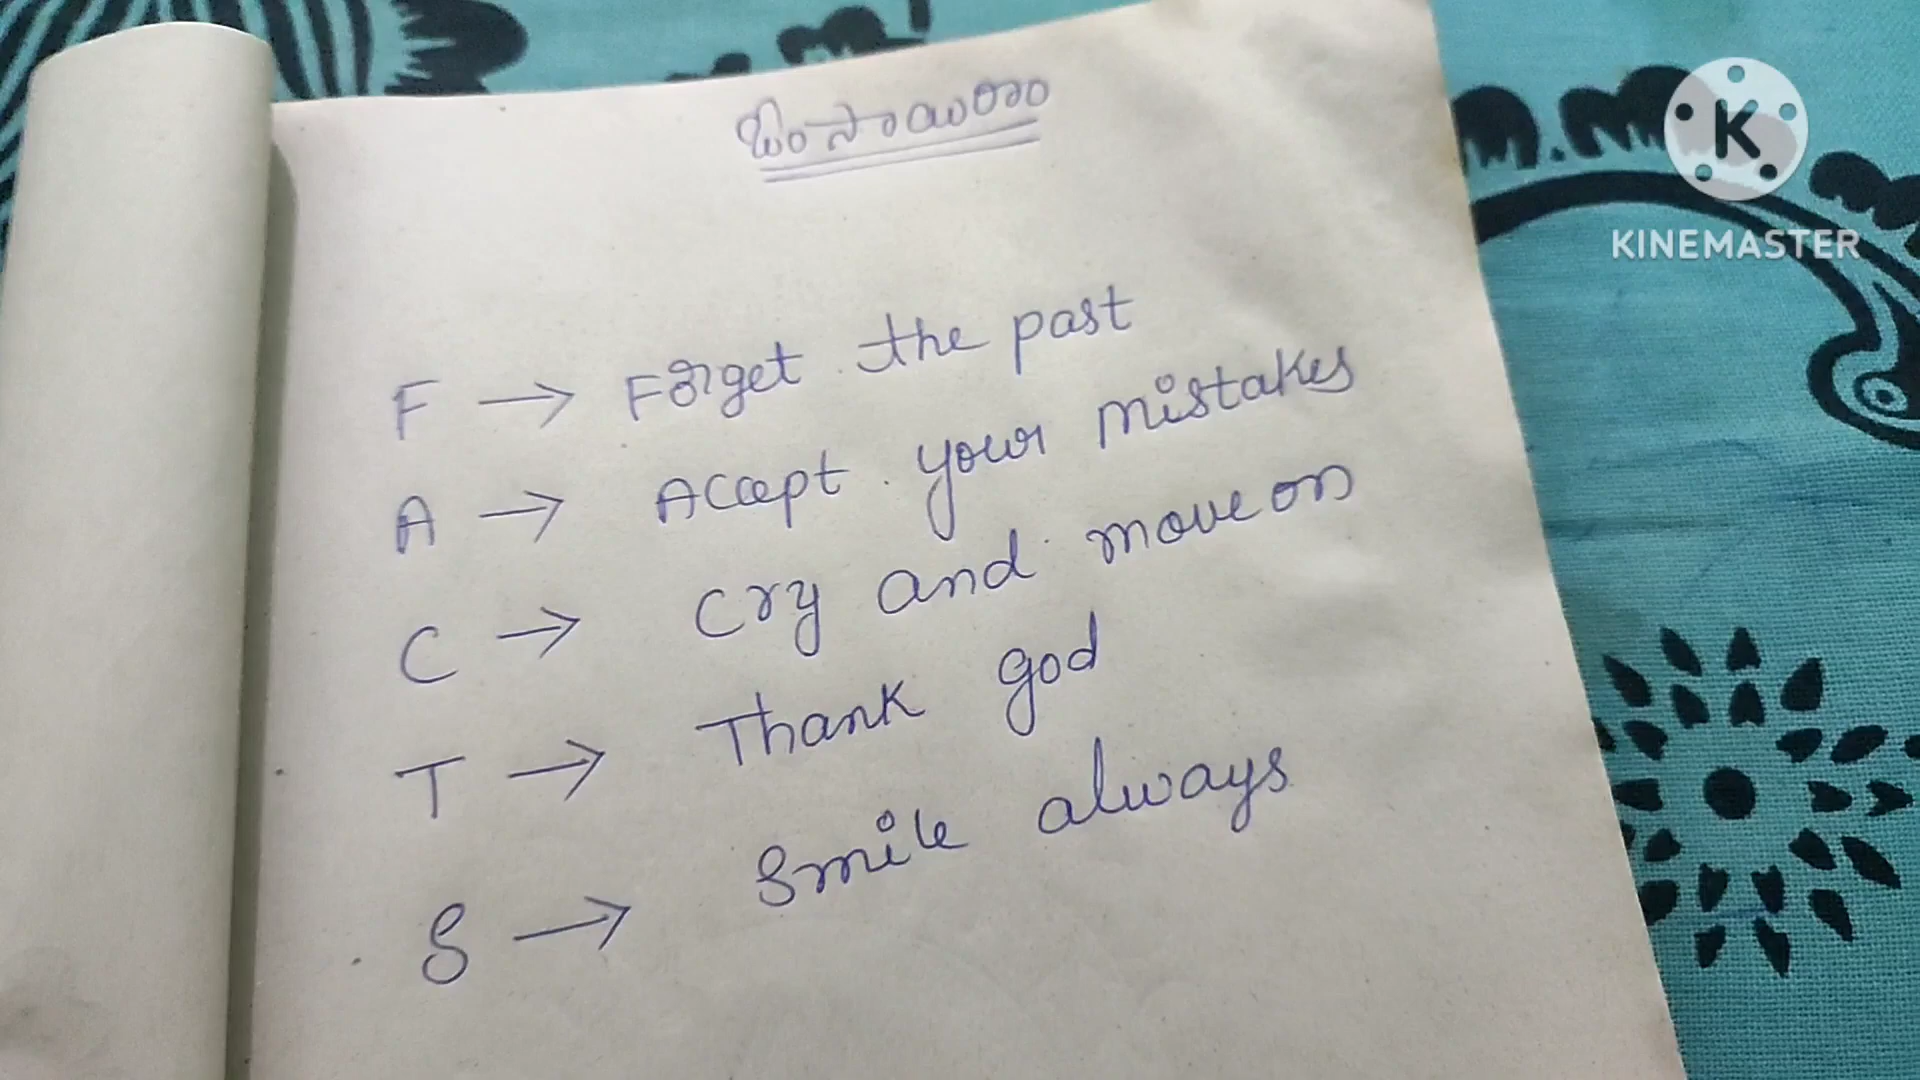 ఓం సాయిరాం
K
KINEMASTER
F → Forget the past
A → Accept your mistakes
C → Cry and move on
T → Thank god
S → Smile always